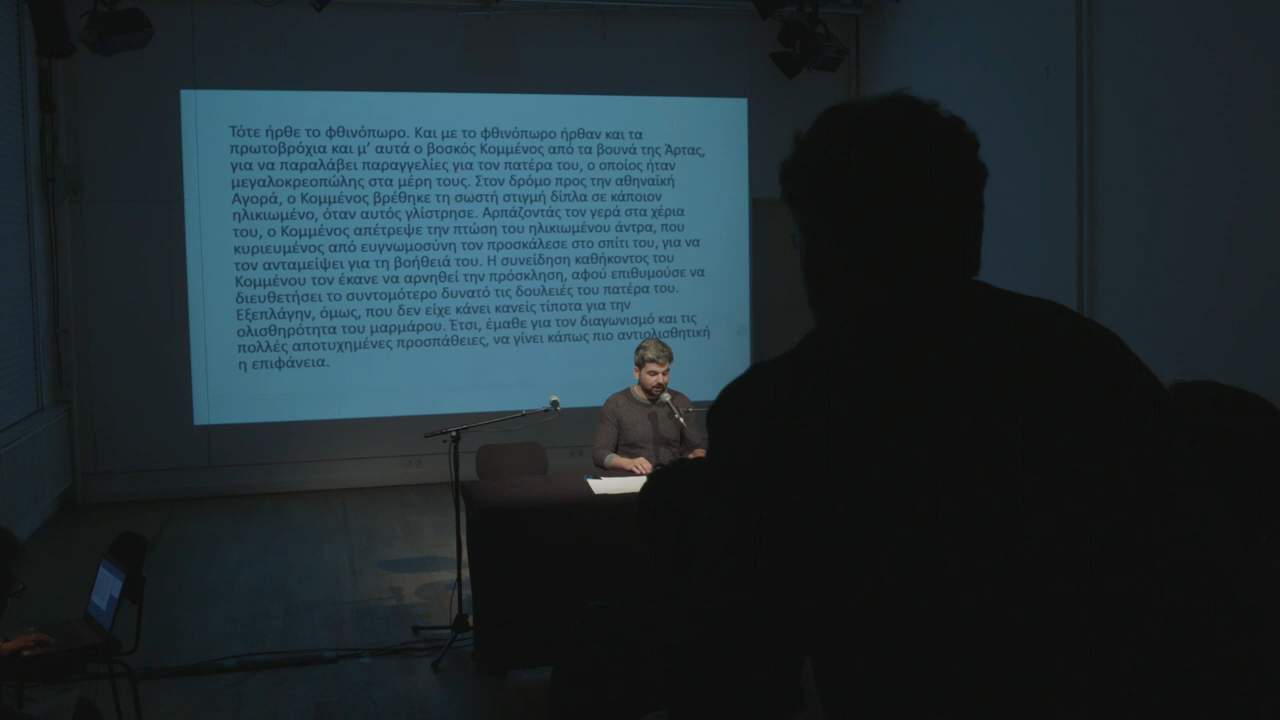 Τότε ήρθε το φθινόπωρο. Και με το φθινόπωρο ήρθαν και τα
πρωτοβρόχια και μ’ αυτά ο βοσκός Κομμένος από τα βουνά της Άρτας,
για να παραλάβει παραγγελίες για τον πατέρα του, ο οποίος ήταν
μεγαλοκρεοπώλης στα μέρη τους. Στον δρόμο προς την αθηναϊκή
Αγορά, ο Κομμένος βρέθηκε τη σωστή στιγμή δίπλα σε κάποιον
ηλικιωμένο, όταν αυτός γλίστρησε. Αρπάζοντάς τον γερά στα χέρια
του, ο Κομμένος απέτρεψε την πτώση του ηλικιωμένου άντρα, που
κυριευμένος από ευγνωμοσύνη τον προσκάλεσε στο σπίτι του, για να
τον ανταμείψει για τη βοήθειά του. Η συνείδηση καθήκοντος του
Κομμένου τον έκανε να αρνηθεί την πρόσκληση, αφού επιθυμούσε να
διευθετήσει το συντομότερο δυνατό τις δουλειές του πατέρα του.
Εξεπλάγην, όμως, που δεν είχε κάνει κανείς τίποτα για την
ολισθηρότητα του μαρμάρου. Έτσι, έμαθε για τον διαγωνισμό και τις
πολλές αποτυχημένες προσπάθειες, να γίνει κάπως πιο αντιολισθητική
η επιφάνεια.